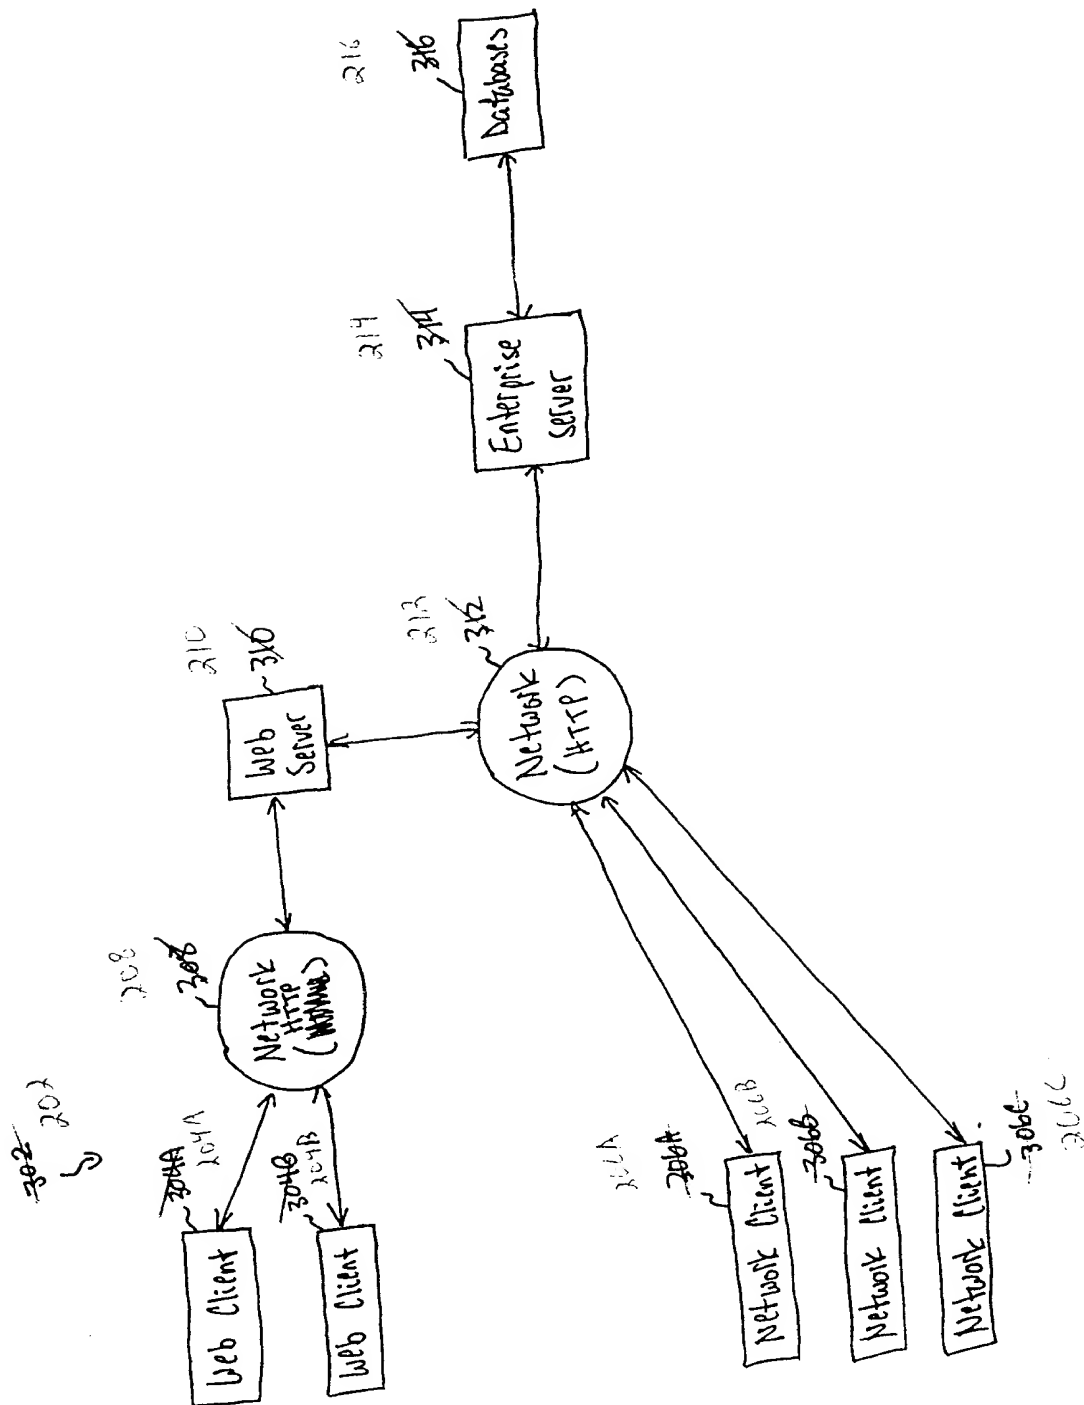 302 202
Web Client
304A
204A
Web Client
304B
204B
208
308
Network
HTTP
210
310
Web
Server
212
312
Network
(HTTP)
214
314
Enterprise
Server
216
316
Databases
306A
Network Client
206B
306B
Network Client
306C
206C
Network Client